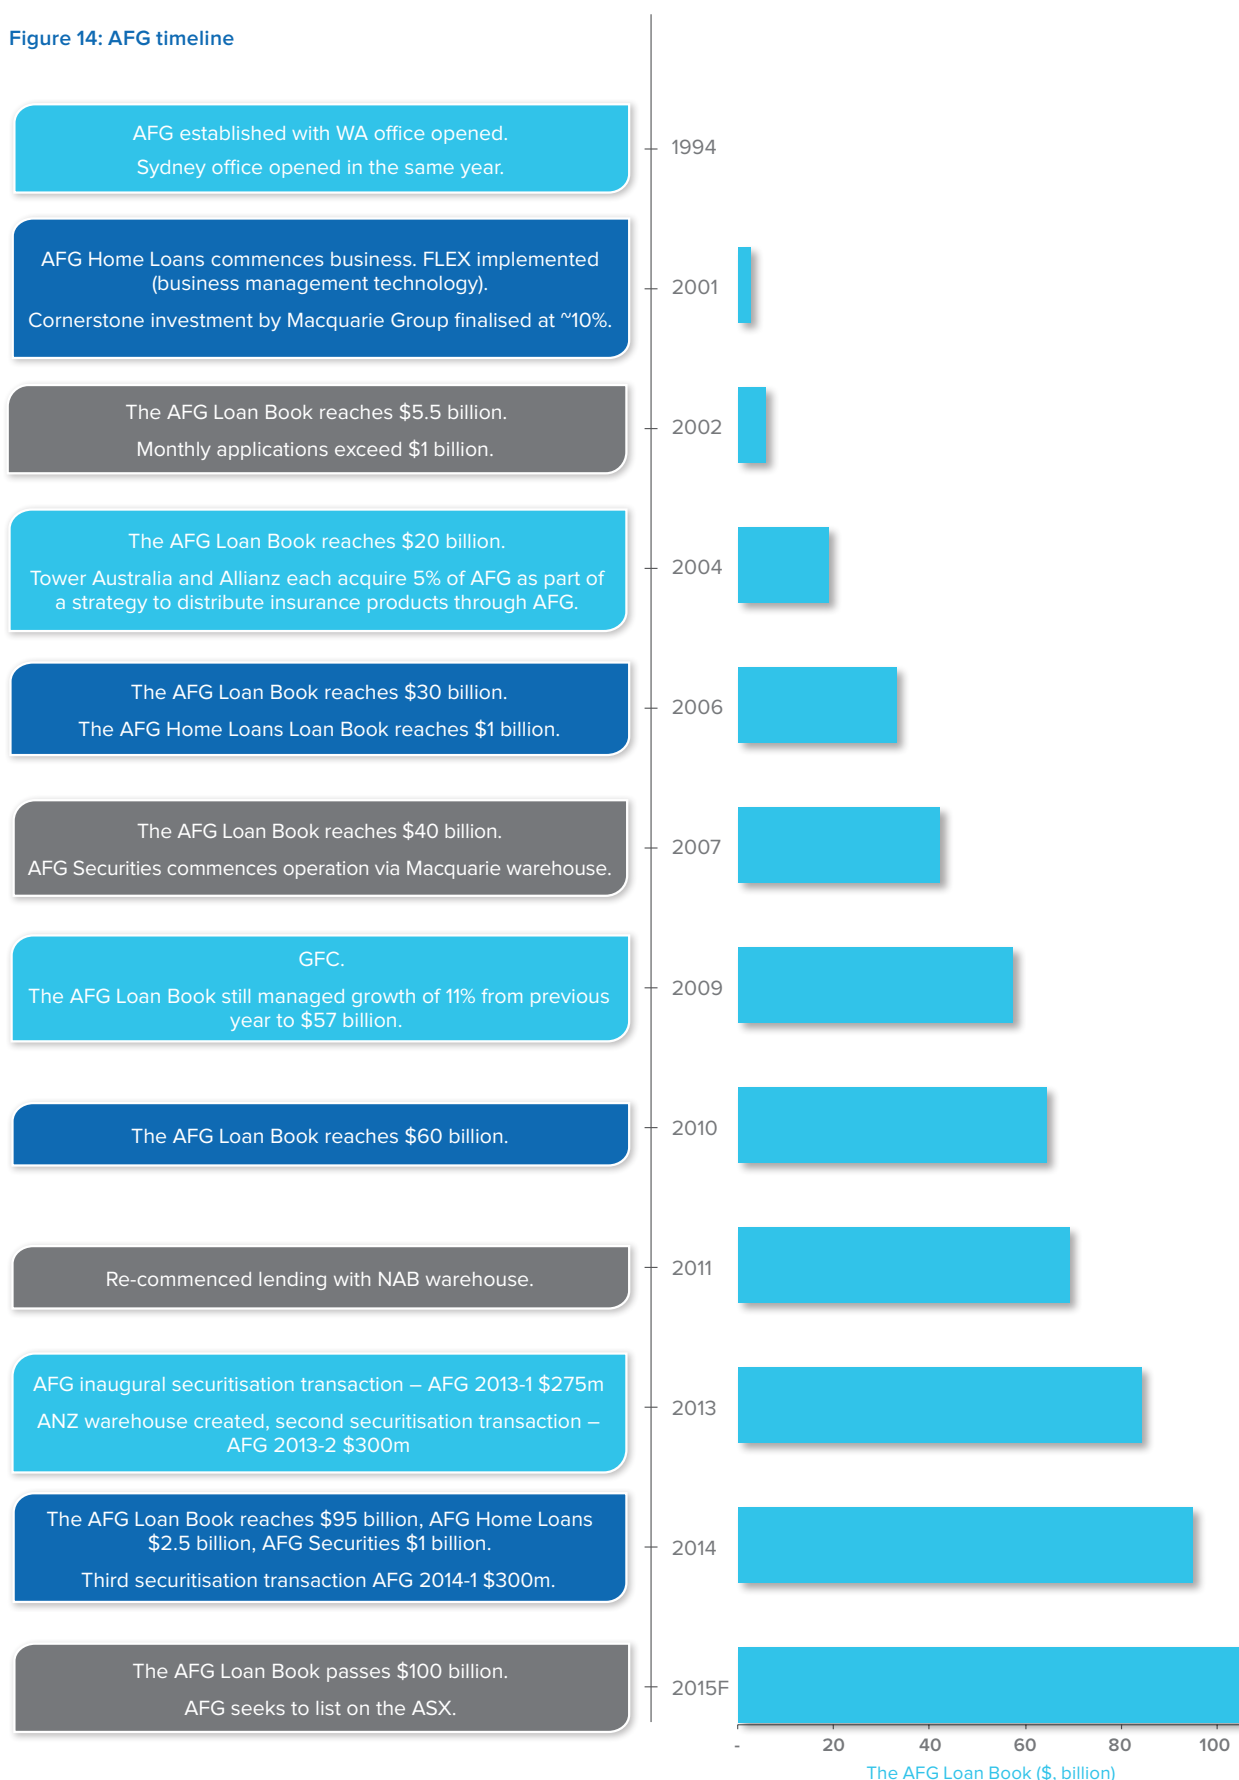 Figure 14: AFG timeline
AFG established with WA office opened.
Sydney office opened in the same year.
1994
AFG Home Loans commences business. FLEX implemented
(business management technology).
Cornerstone investment by Macquarie Group finalised at ~10%.
2001
The AFG Loan Book reaches $5.5 billion.
Monthly applications exceed $1 billion.
2002
The AFG Loan Book reaches $20 billion.
Tower Australia and Allianz each acquire 5% of AFG as part of
a strategy to distribute insurance products through AFG.
2004
The AFG Loan Book reaches $30 billion.
The AFG Home Loans Loan Book reaches $1 billion.
2006
The AFG Loan Book reaches $40 billion.
AFG Securities commences operation via Macquarie warehouse.
2007
GFC.
The AFG Loan Book still managed growth of 11% from previous
year to $57 billion.
2009
The AFG Loan Book reaches $60 billion.
2010
Re-commenced lending with NAB warehouse.
2011
AFG inaugural securitisation transaction – AFG 2013-1 $275m
ANZ warehouse created, second securitisation transaction –
AFG 2013-2 $300m
2013
The AFG Loan Book reaches $95 billion, AFG Home Loans
$2.5 billion, AFG Securities $1 billion.
Third securitisation transaction AFG 2014-1 $300m.
2014
The AFG Loan Book passes $100 billion.
AFG seeks to list on the ASX.
2015F
- 20 40 60 80 100
The AFG Loan Book ($, billion)